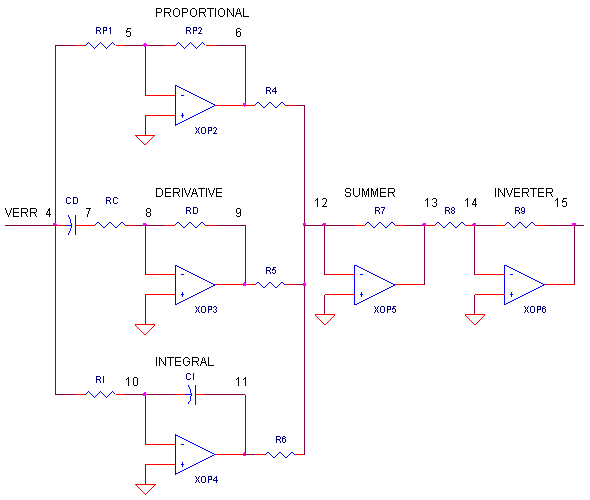 PROPORTIONAL
RP1 5 RP2 6
R4
XOP2
DERIVATIVE SUMMER INVERTER
VERR 4 CD 7 RC 8 RD 9 12 R7 13 R8 14 R9 15
R5
XOP3 XOP5 XOP6
INTEGRAL
RI 10 CI 11
R6
XOP4